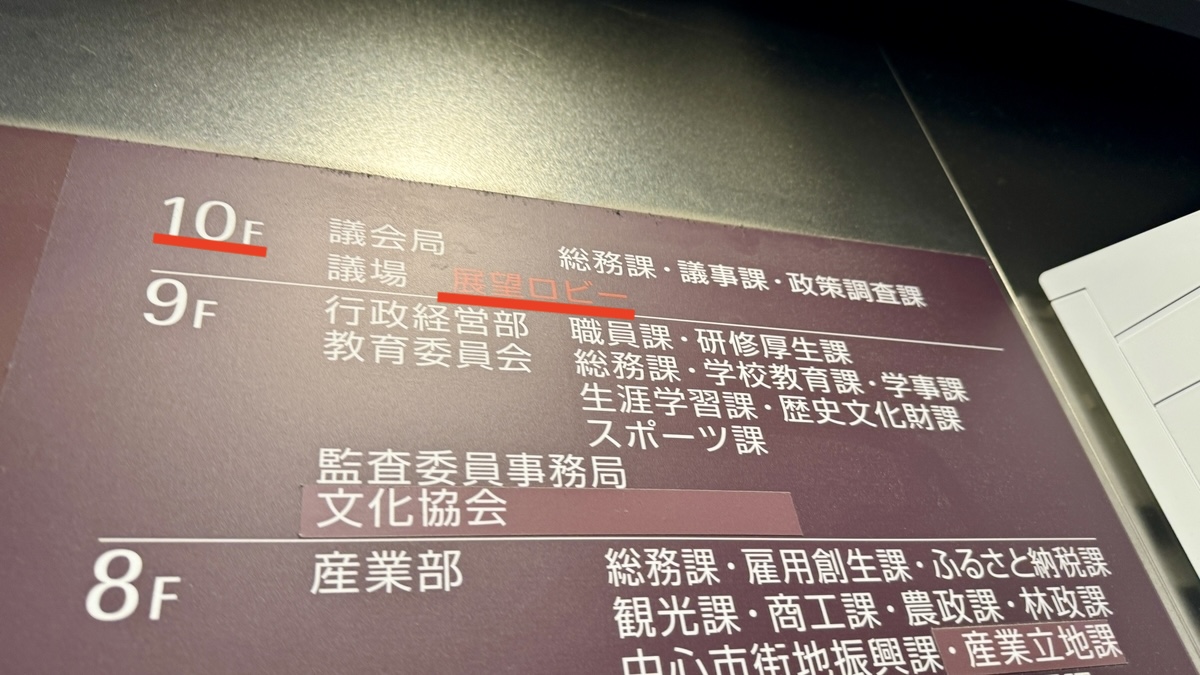 10F 議会局 総務課・議事課・政策調査課
議場 展望ロビー
9F 行政経営部 職員課・研修厚生課
教育委員会 総務課・学校教育課・学事課
生涯学習課・歴史文化財課
スポーツ課
監査委員事務局
文化協会
8F 産業部 総務課・雇用創生課・ふるさと納税課
観光課・商工課・農政課・林政課
中心市街地振興課・産業立地課